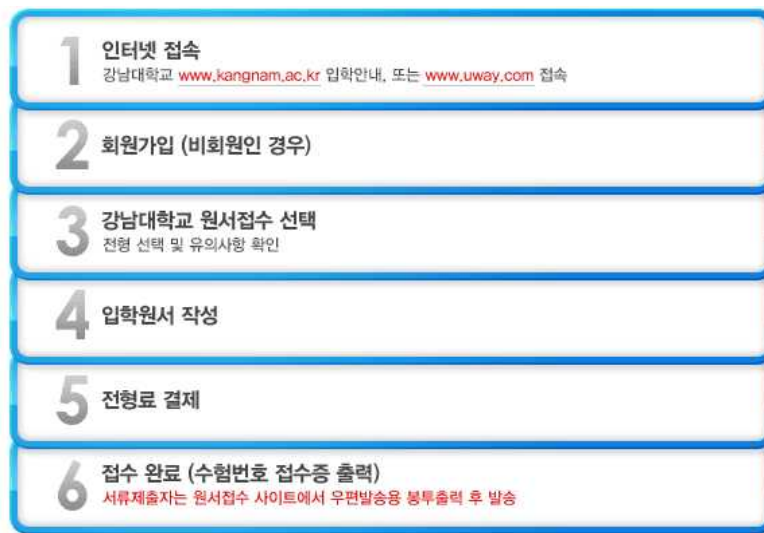 1
인터넷 접속
강남대학교 www.kangnam.ac.kr 입학안내, 또는 www.uway.com 접속
2
회원가입 (비회원인 경우)
3
강남대학교 원서접수 선택
전형 선택 및 유의사항 확인
4
입학원서 작성
5
전형료 결제
6
접수 완료 (수험번호 접수증 출력)
서류제출자는 원서접수 사이트에서 우편발송용 봉투출력 후 발송